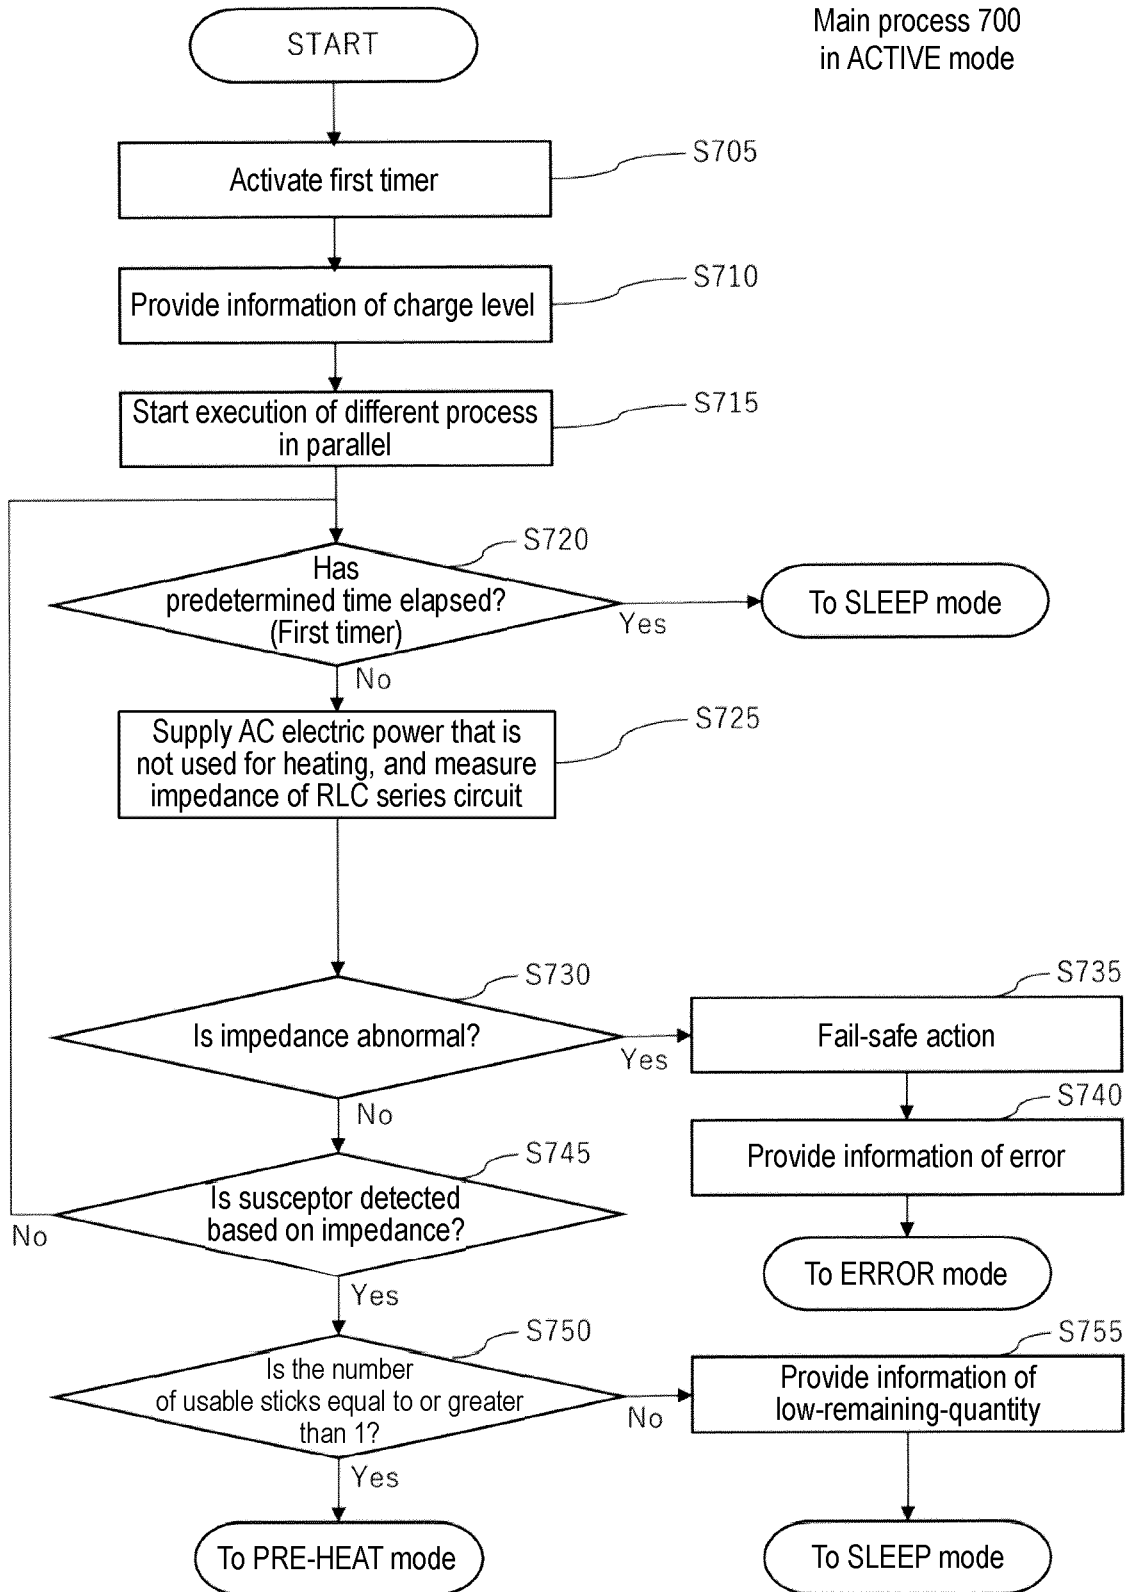 Main process 700
in ACTIVE mode
START
S705
Activate first timer
S710
Provide information of charge level
S715
Start execution of different process
in parallel
S720
Has
predetermined time elapsed?
(First timer)
Yes
To SLEEP mode
No
S725
Supply AC electric power that is
not used for heating, and measure
impedance of RLC series circuit
S730
Is impedance abnormal?
Yes
S735
Fail-safe action
No
S740
Provide information of error
To ERROR mode
S745
Is susceptor detected
based on impedance?
No
Yes
S750
Is the number
of usable sticks equal to or greater
than 1?
No
S755
Provide information of
low-remaining-quantity
Yes
To PRE-HEAT mode
To SLEEP mode